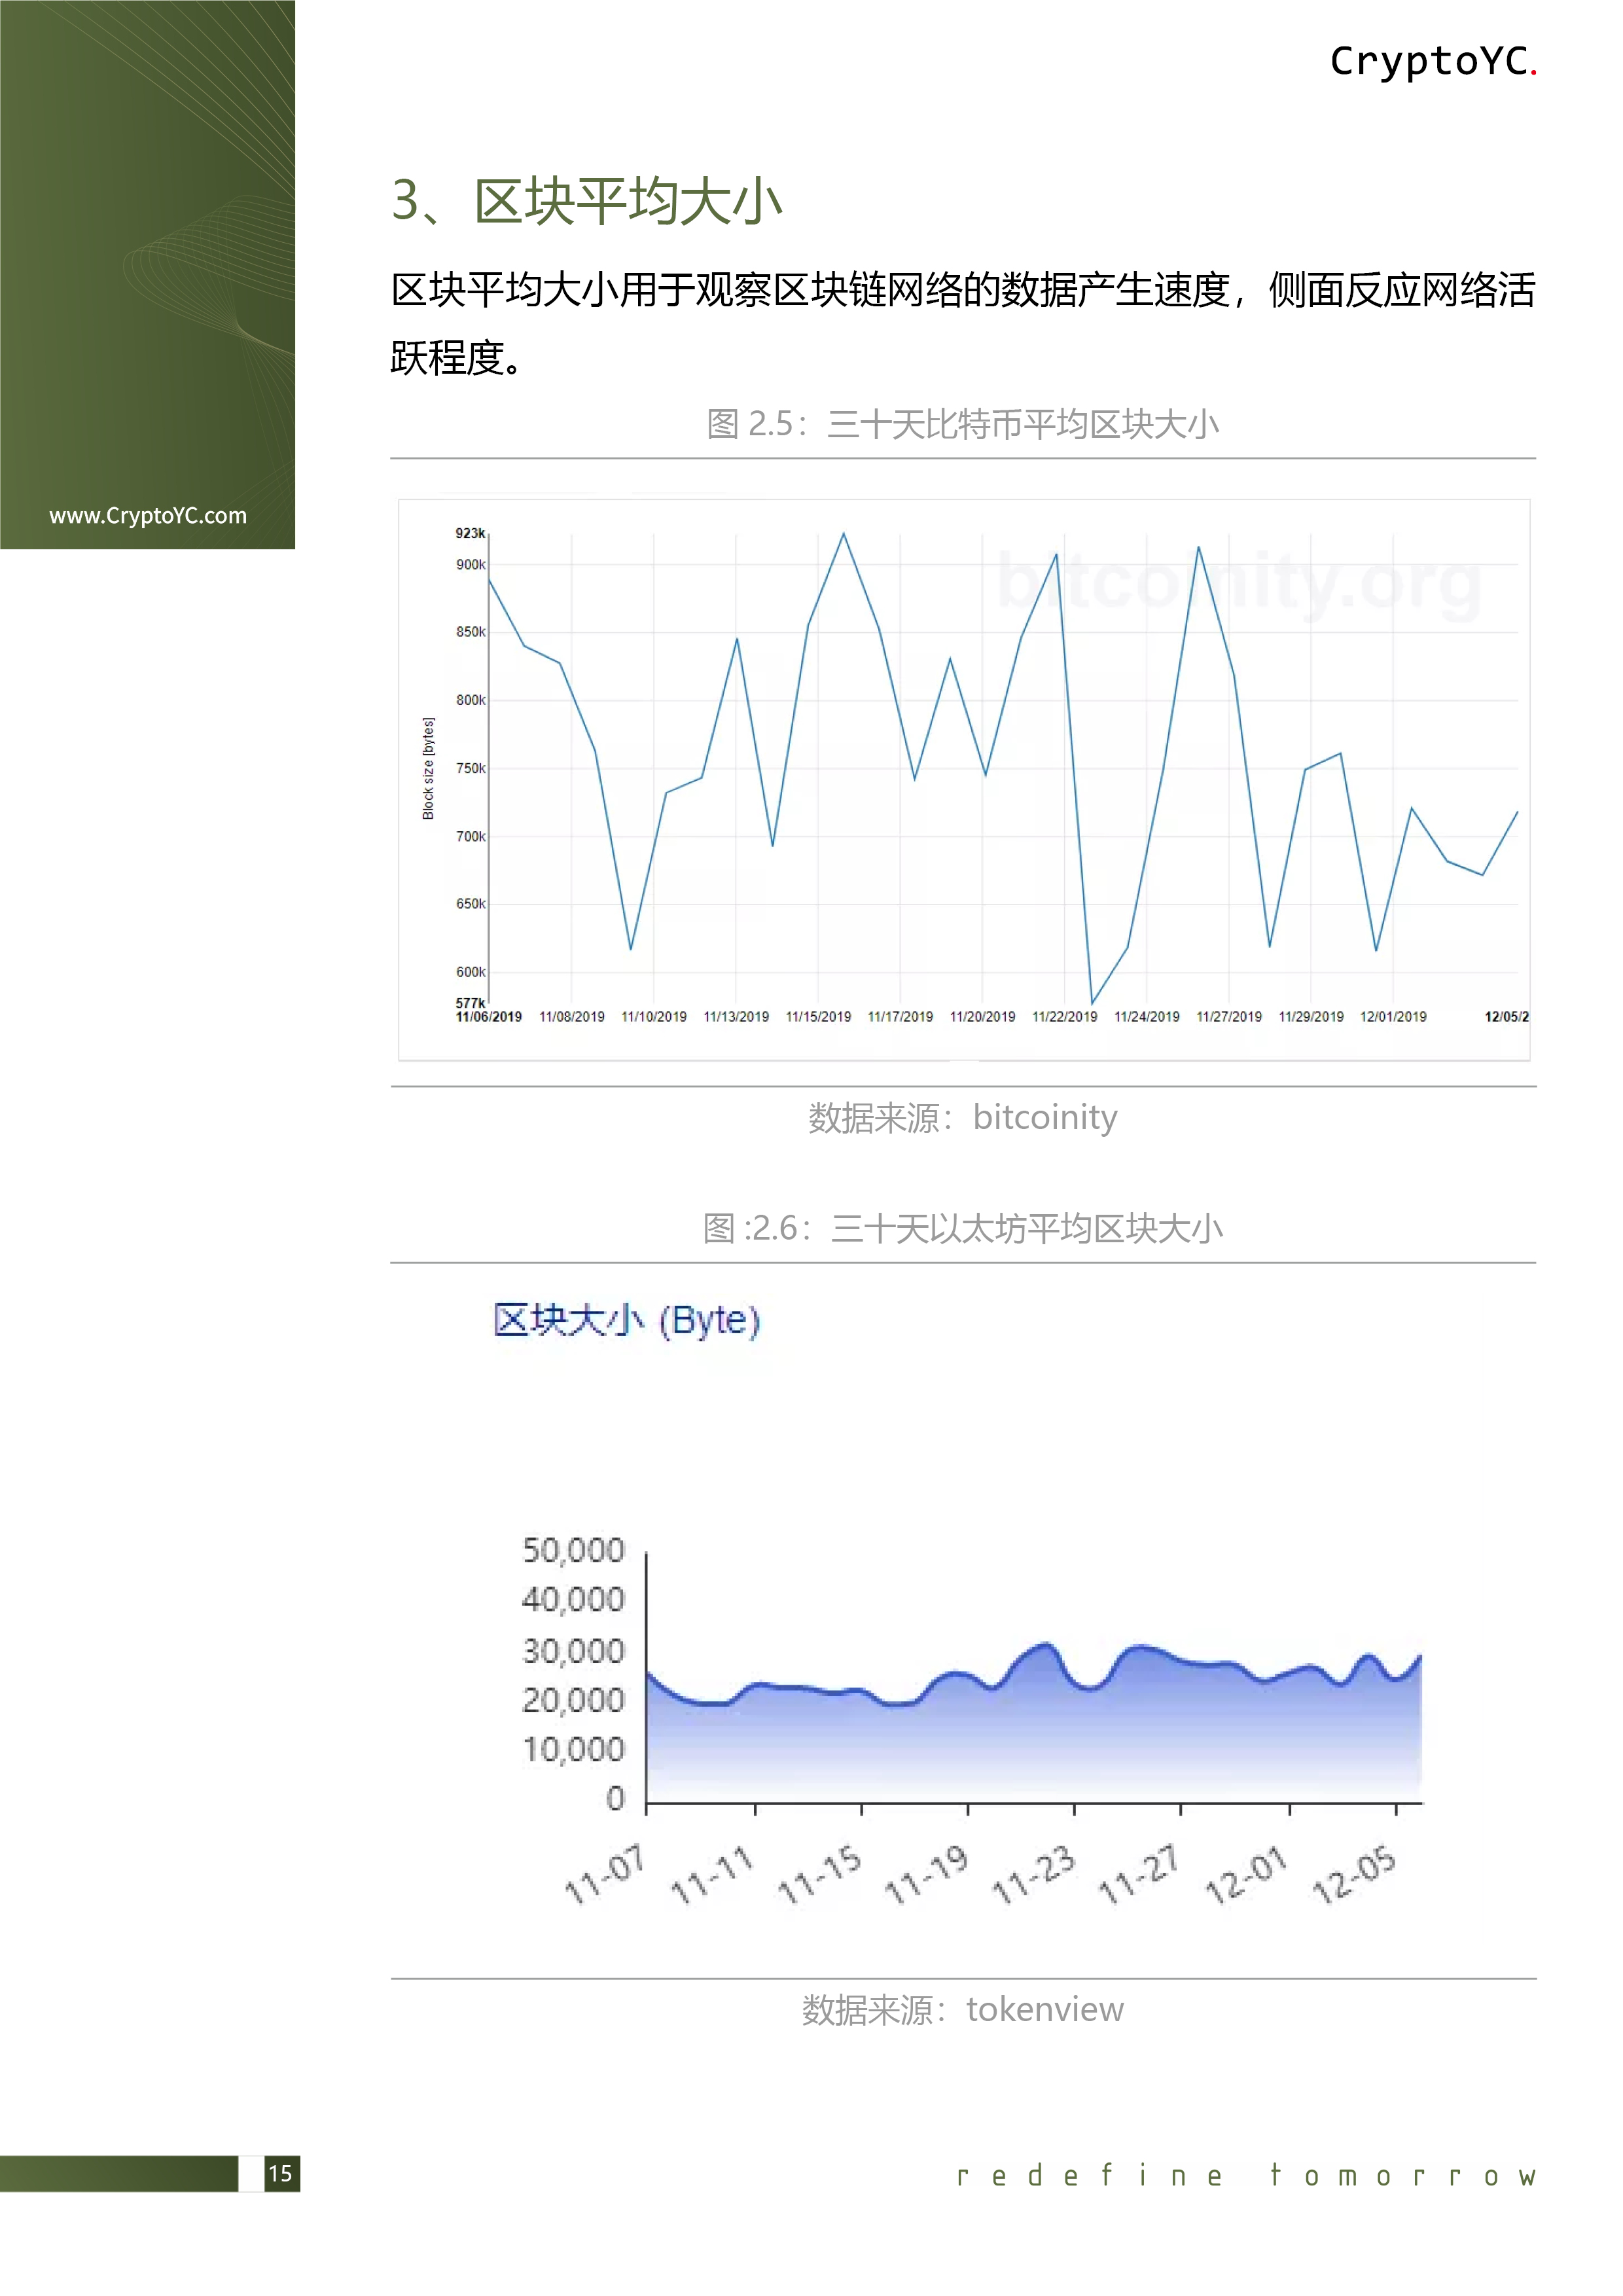 CryptoYC.
www.CryptoYC.com
3、区块平均大小
区块平均大小用于观察区块链网络的数据产生速度，侧面反应网络活
跃程度。
图 2.5：三十天比特币平均区块大小
bitcoinity.org
923k
900k
850k
800k
750k
700k
650k
600k
577k
Block size [bytes]
11/06/2019 11/08/2019 11/10/2019 11/13/2019 11/15/2019 11/17/2019 11/20/2019 11/22/2019 11/24/2019 11/27/2019 11/29/2019 12/01/2019 12/05/2
数据来源：bitcoinity
图 :2.6：三十天以太坊平均区块大小
区块大小 (Byte)
50,000
40,000
30,000
20,000
10,000
0
11-07 11-11 11-15 11-19 11-23 11-27 12-01 12-05
数据来源：tokenview
15
redefine tomorrow